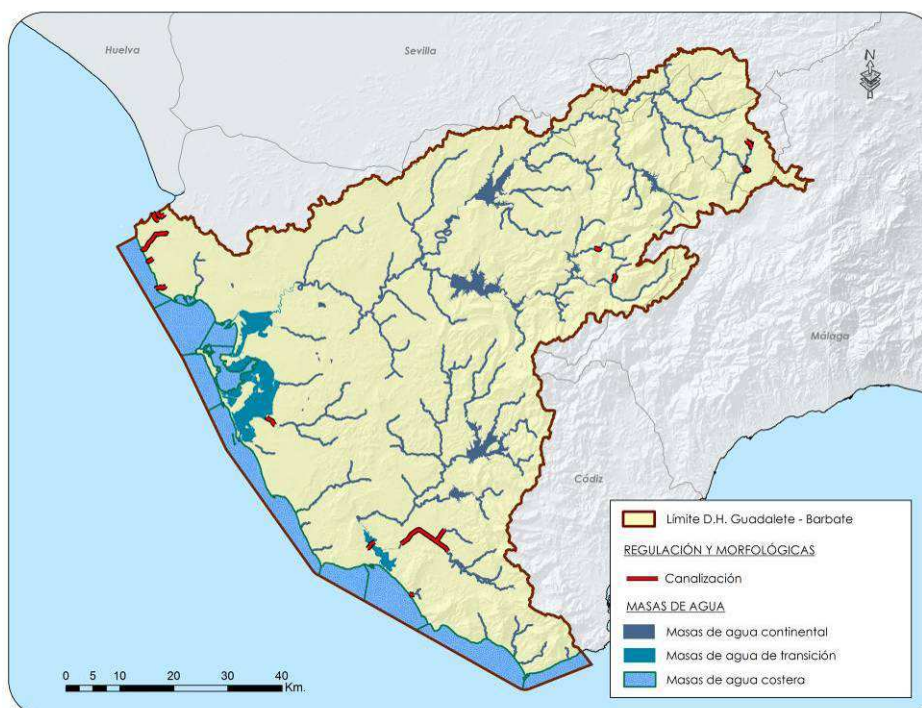 Huelva
Sevilla
N
Málaga
Cádiz
Límite D.H. Guadalete - Barbate
REGULACIÓN Y MORFOLÓGICAS
Canalización
MASAS DE AGUA
Masas de agua continental
Masas de agua de transición
Masas de agua costera
0 5 10 20 30 40
Km.